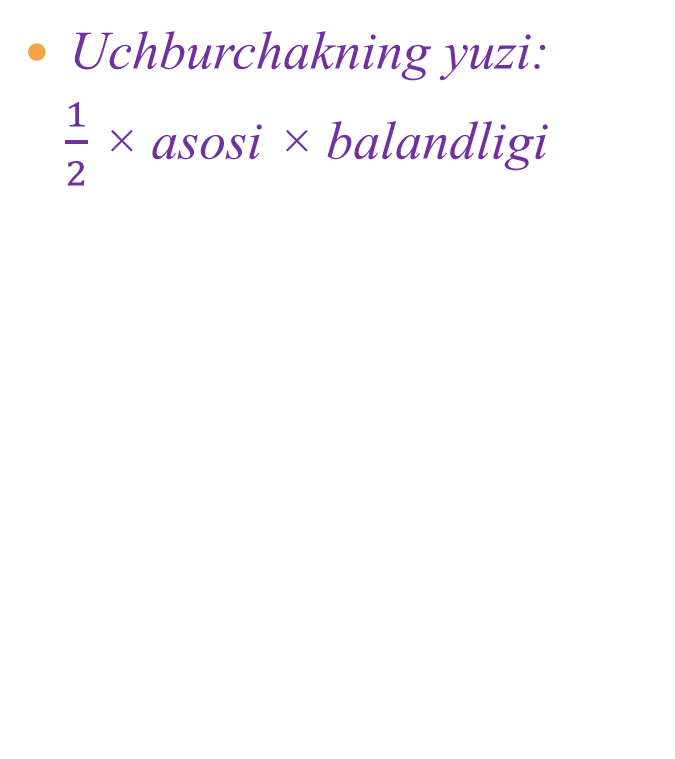 • Uchburchakning yuzi:
1/2 × asosi × balandligi